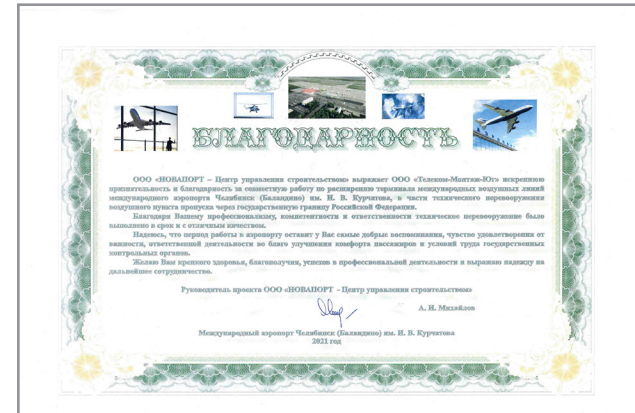 БЛАГОДАРНОСТЬ
ООО «НОВАПОРТ – Центр управления строительством» выражает ООО «Телеком-Монтаж-Юг» искреннюю
признательность и благодарность за совместную работу по расширению терминала международных воздушных линий
международного аэропорта Челябинск (Баландино) им. И. В. Курчатова, в части технического перевооружения
воздушного пункта пропуска через государственную границу Российской Федерации.
Благодаря Вашему профессионализму, компетентности и ответственности техническое перевооружение было
выполнено в срок и с отличным качеством.
Надеюсь, что период работы в аэропорту оставит у Вас самые добрые воспоминания, чувство удовлетворения от
важности, ответственной деятельности во благо улучшения комфорта пассажиров и условий труда государственных
контрольных органов.
Желаю Вам крепкого здоровья, благополучия, успехов в профессиональной деятельности и выражаю надежду на
дальнейшее сотрудничество.
Руководитель проекта ООО «НОВАПОРТ - Центр управления строительством»
А. Н. Михайлов
Международный аэропорт Челябинск (Баландино) им. И. В. Курчатова
2021 год